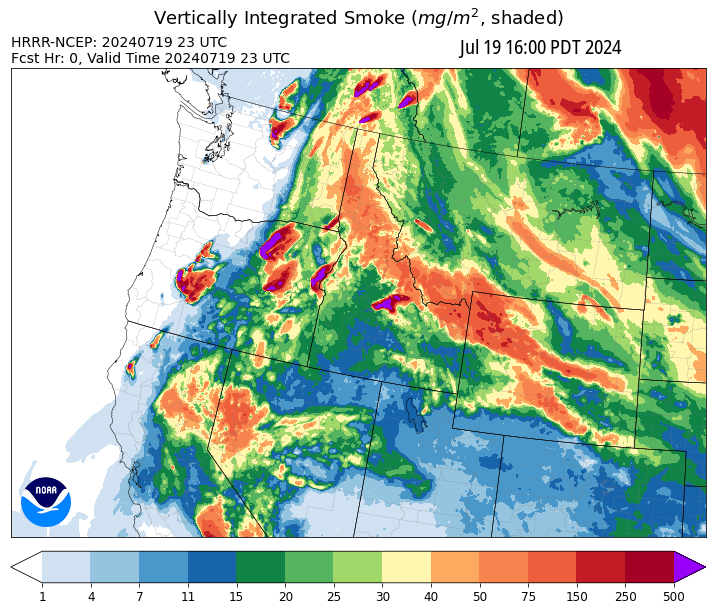 Vertically Integrated Smoke (mg/m², shaded)
HRRR-NCEP: 20240719 23 UTC
Jul 19 16:00 PDT 2024
Fcst Hr: 0, Valid Time 20240719 23 UTC
NOAA
1 4 7 11 15 20 25 30 40 50 75 150 250 500